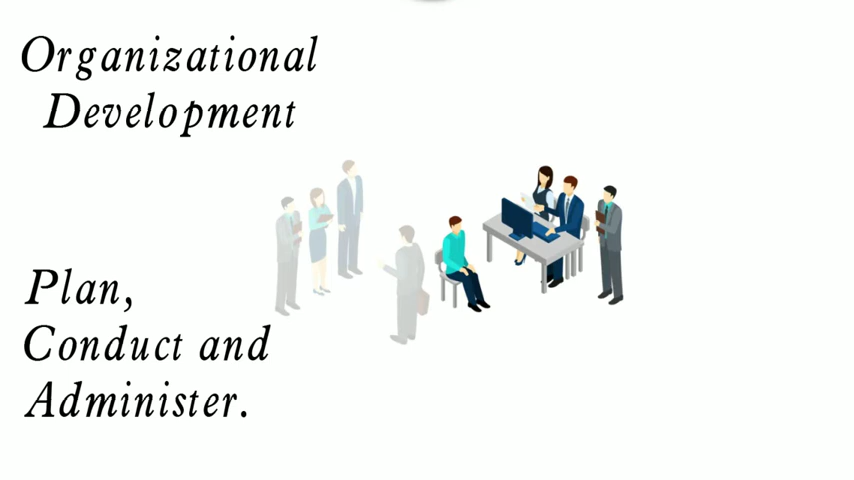 Organizational
Development
Plan,
Conduct and
Administer.